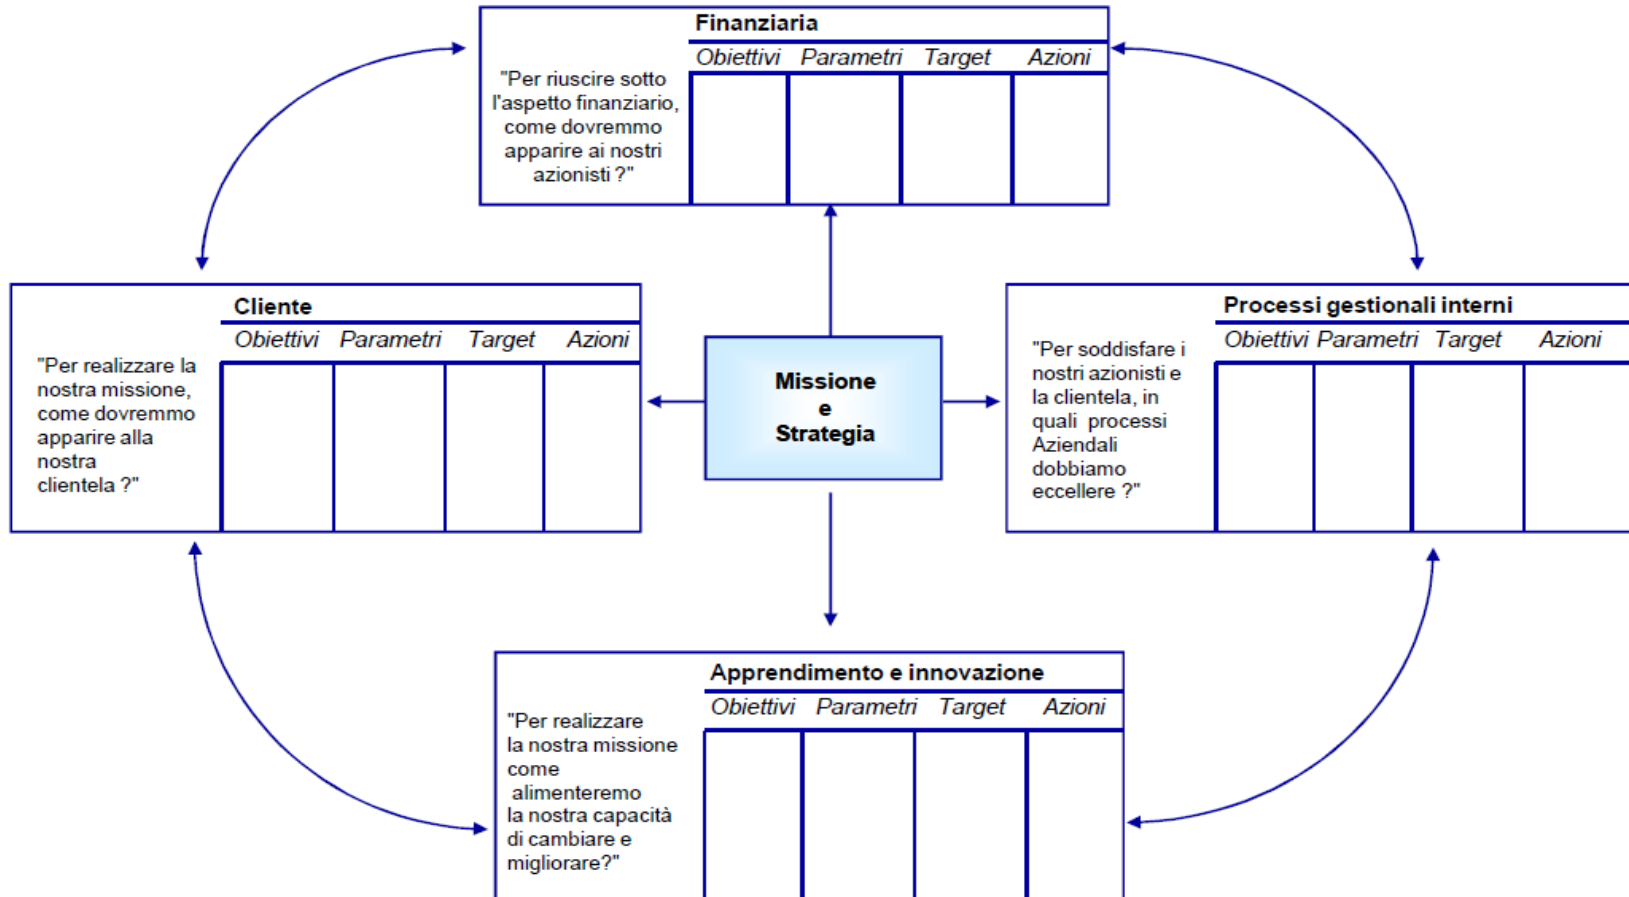 Finanziaria
Obiettivi Parametri Target Azioni
"Per riuscire sotto
l'aspetto finanziario,
come dovremmo
apparire ai nostri
azionisti ?"
Cliente
Obiettivi Parametri Target Azioni
"Per realizzare la
nostra missione,
come dovremmo
apparire alla
nostra
clientela ?"
Missione
e
Strategia
Processi gestionali interni
Obiettivi Parametri Target Azioni
"Per soddisfare i
nostri azionisti e
la clientela, in
quali processi
Aziendali
dobbiamo
eccellere ?"
Apprendimento e innovazione
Obiettivi Parametri Target Azioni
"Per realizzare
la nostra missione
come
alimenteremo
la nostra capacità
di cambiare e
migliorare?"